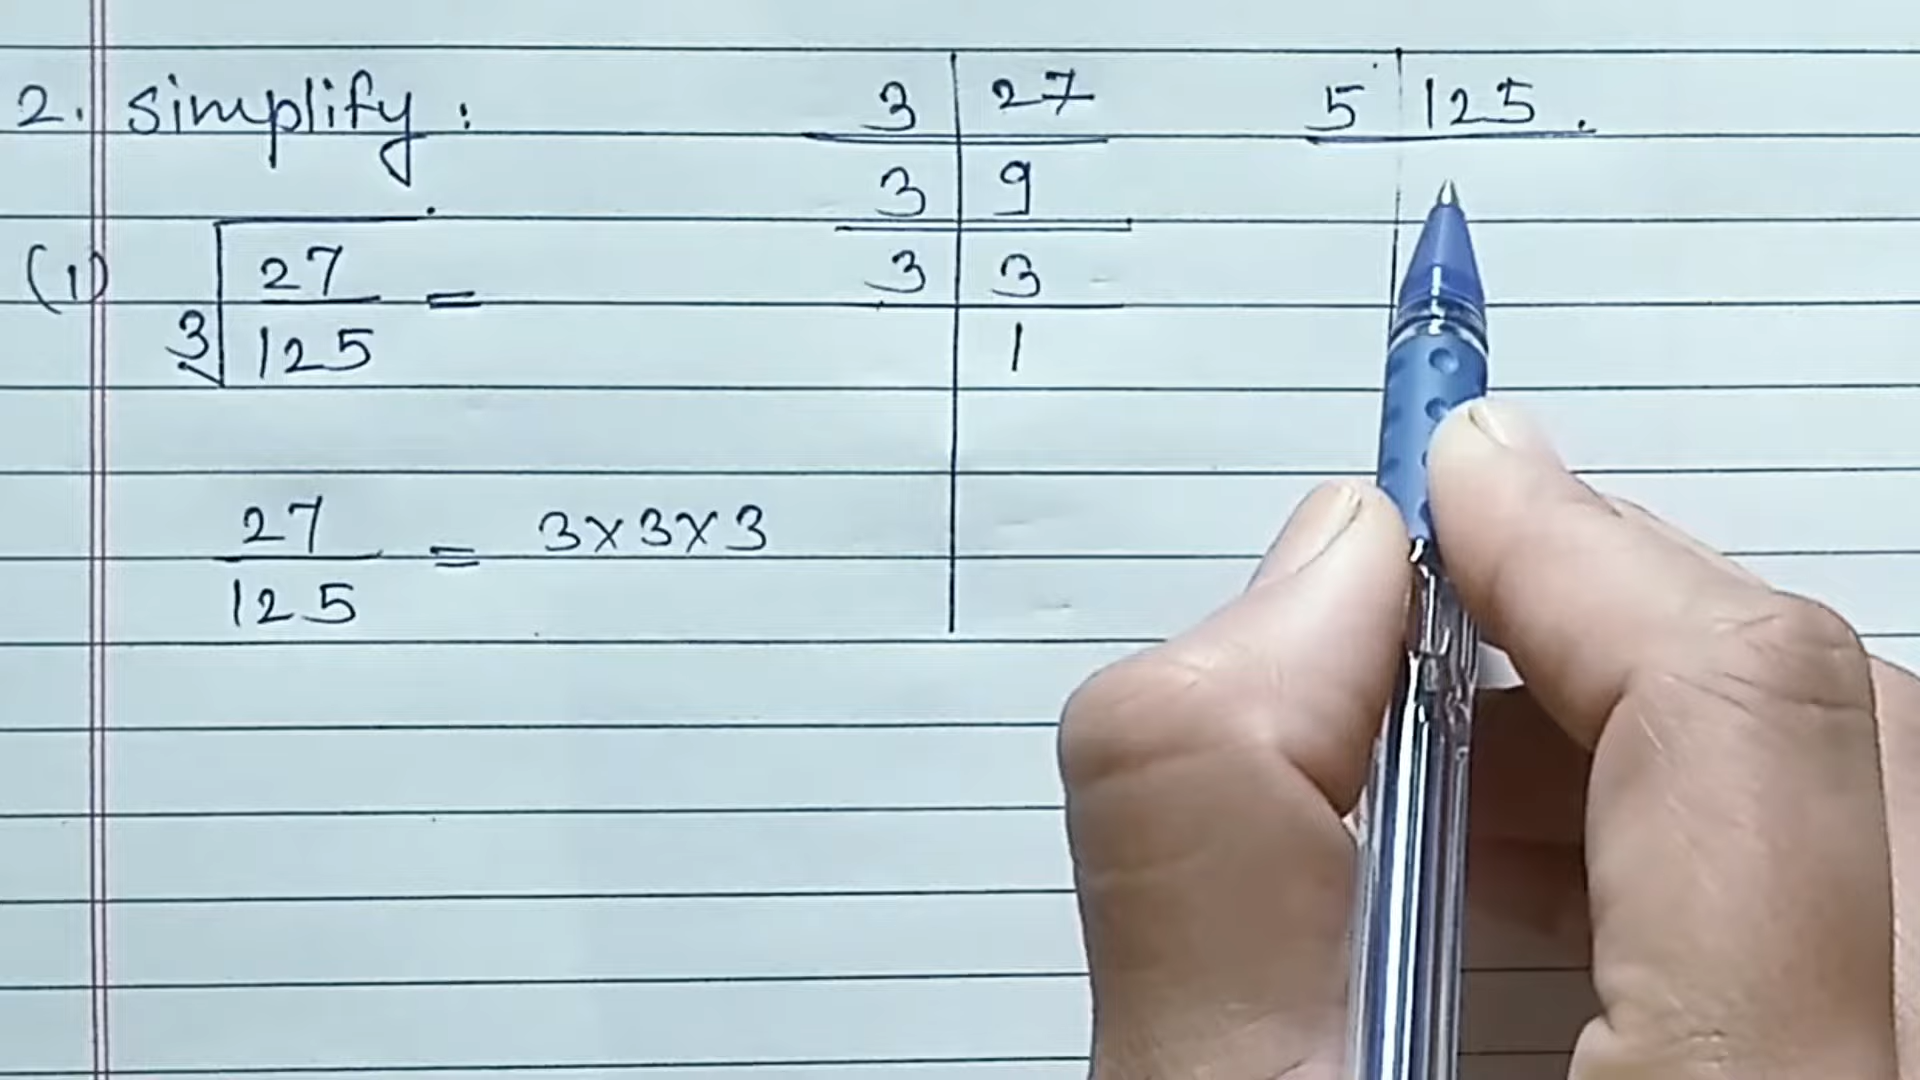 2. simplify :
(1) ∛(27/125) =
27/125 = 3×3×3
3 | 27
3 | 9
3 | 3
1
5 | 125.